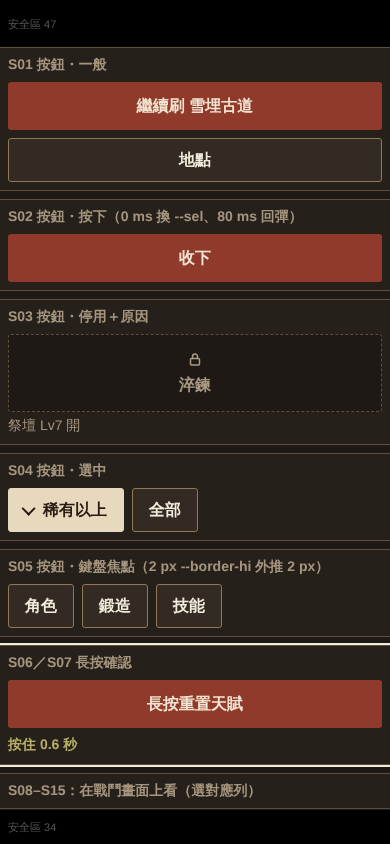 安全區 47
S01 按鈕・一般
繼續刷 雪埋古道
地點
S02 按鈕・按下（0 ms 換 --sel、80 ms 回彈）
收下
S03 按鈕・停用＋原因
淬鍊
祭壇 Lv7 開
S04 按鈕・選中
稀有以上 全部
S05 按鈕・鍵盤焦點（2 px --border-hi 外推 2 px）
角色 鍛造 技能
S06／S07 長按確認
長按重置天賦
按住 0.6 秒
S08–S15：在戰鬥畫面上看（選對應列）
安全區 34